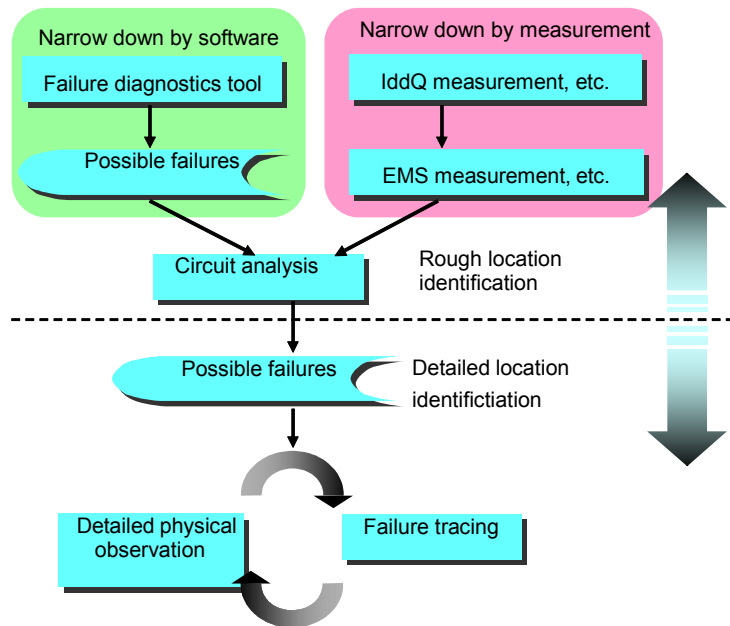 Narrow down by software
Failure diagnostics tool
Possible failures
Narrow down by measurement
IddQ measurement, etc.
EMS measurement, etc.
Circuit analysis
Rough location
identification
Possible failures
Detailed location
identifictiation
Detailed physical
observation
Failure tracing